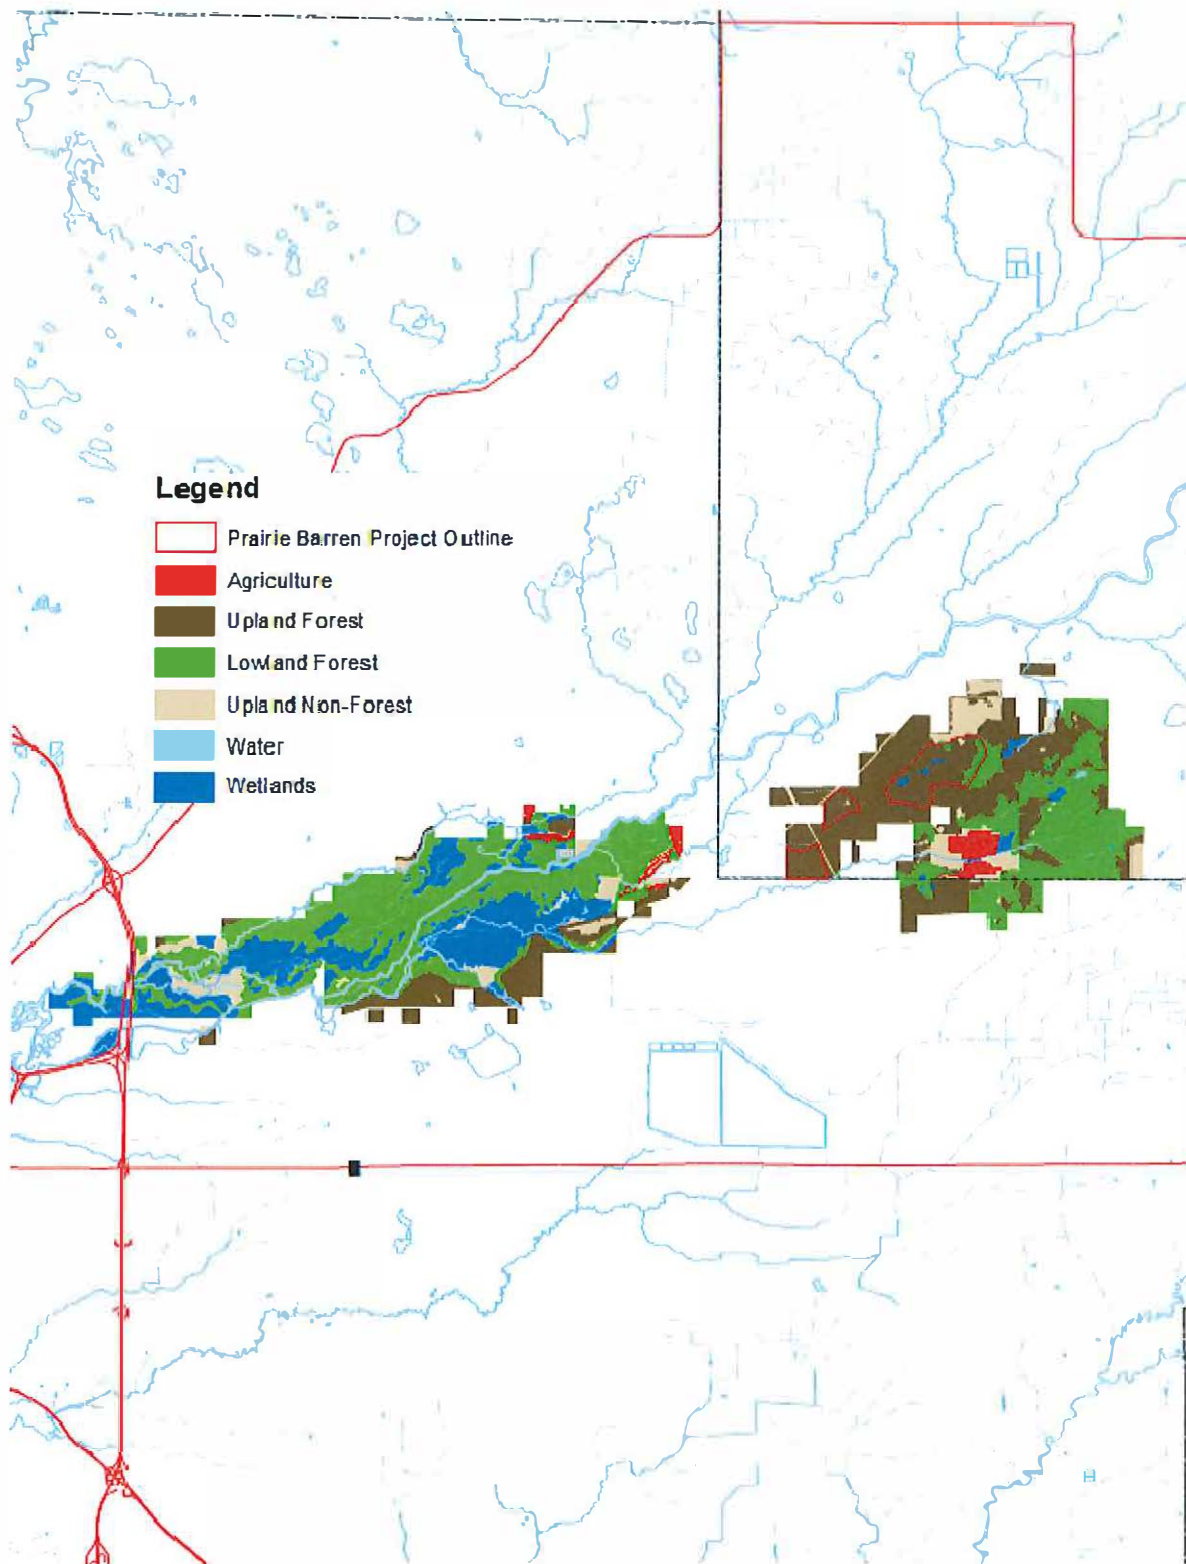 Legend
Prairie Barren Project Outline
Agriculture
Upland Forest
Lowland Forest
Upland Non-Forest
Water
Wetlands